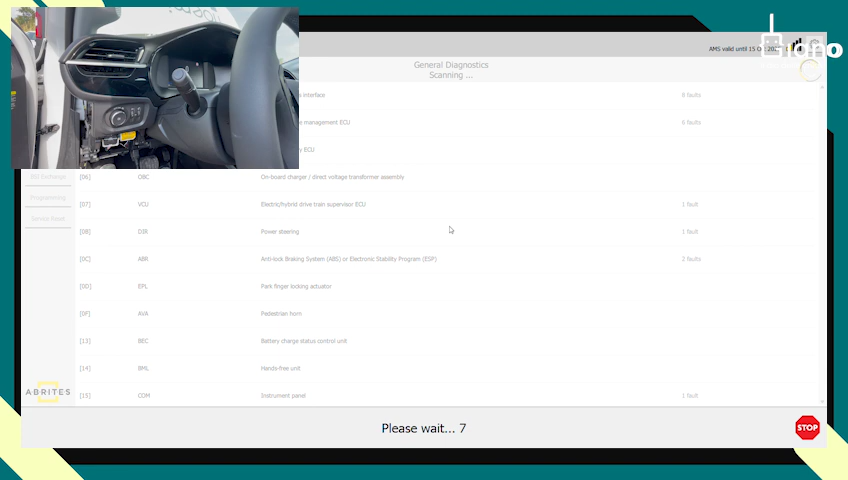 AMS valid until 15 O
General Diagnostics
Scanning ...
interface 8 faults
management ECU 6 faults
ECU
[06] OBC On-board charger / direct voltage transformer assembly
Programming
[07] VCU Electric/hybrid drive train supervisor ECU 1 fault
Service Reset
[0B] DIR Power steering 1 fault
[0C] ABR Anti-lock Braking System (ABS) or Electronic Stability Program (ESP) 2 faults
[0D] EPL Park finger locking actuator
[0F] AVA Pedestrian horn
[13] BEC Battery charge status control unit
[14] BML Hands-free unit
[15] COM Instrument panel 1 fault
ABRITES
Please wait... 7
STOP